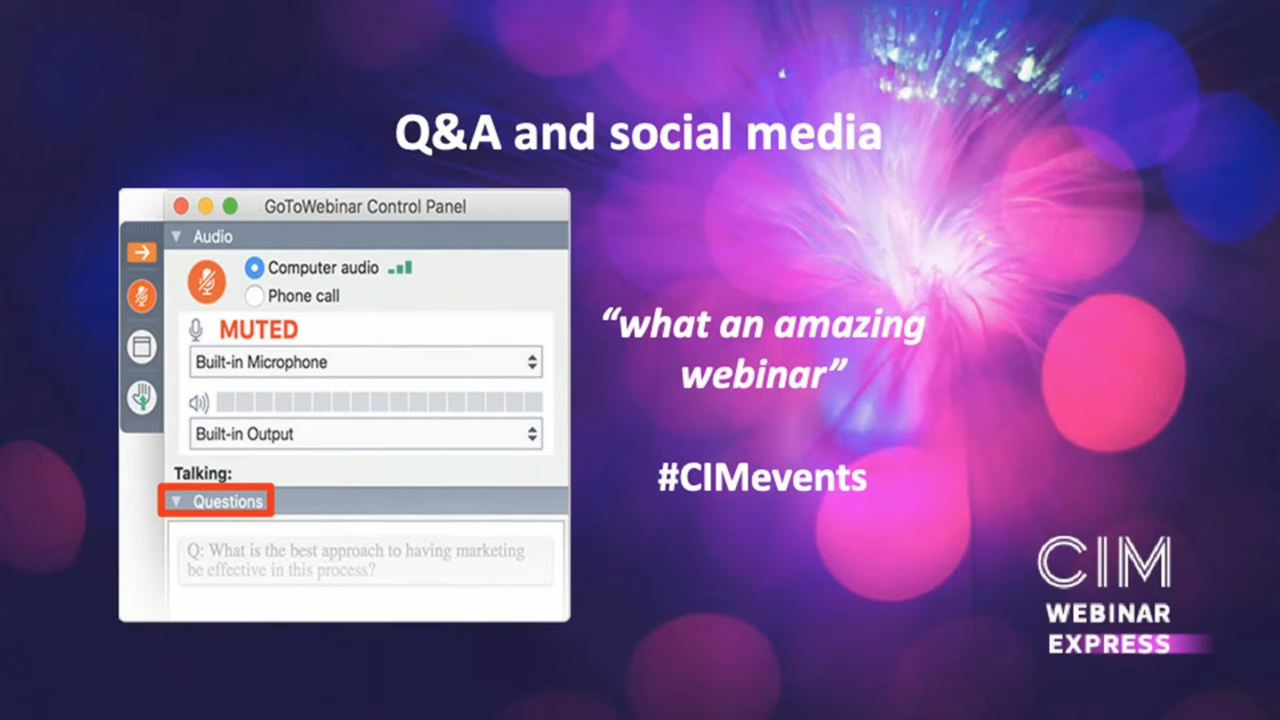 Q&A and social media
GoToWebinar Control Panel
Audio
Computer audio
Phone call
MUTED
Built-in Microphone
Built-in Output
Talking:
Questions
Q: What is the best approach to having marketing
be effective in this process?
“what an amazing
webinar”
#CIMevents
CIM
WEBINAR
EXPRESS